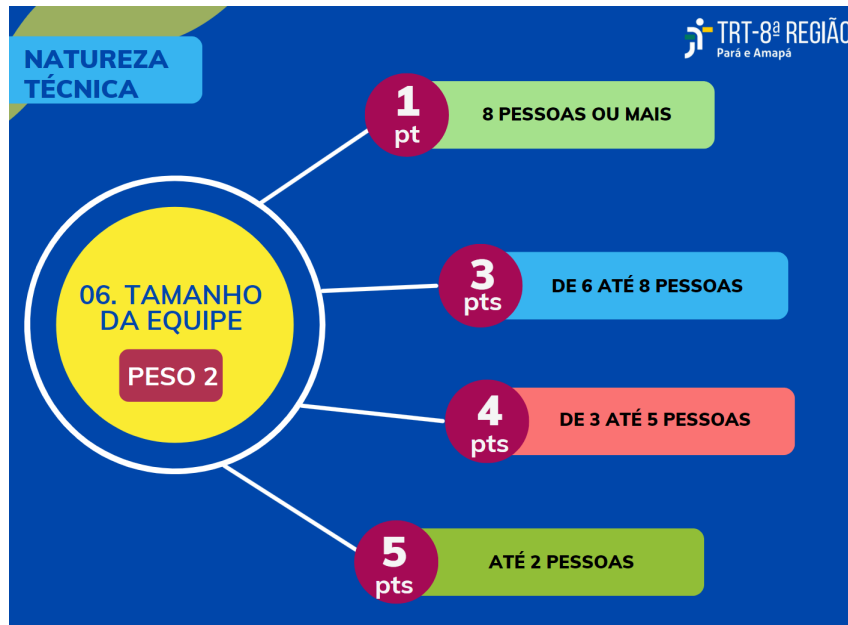 NATUREZA
TÉCNICA
TRT-8ª REGIÃO
Pará e Amapá
1
pt
8 PESSOAS OU MAIS
06. TAMANHO
DA EQUIPE
PESO 2
3
pts
DE 6 ATÉ 8 PESSOAS
4
pts
DE 3 ATÉ 5 PESSOAS
5
pts
ATÉ 2 PESSOAS